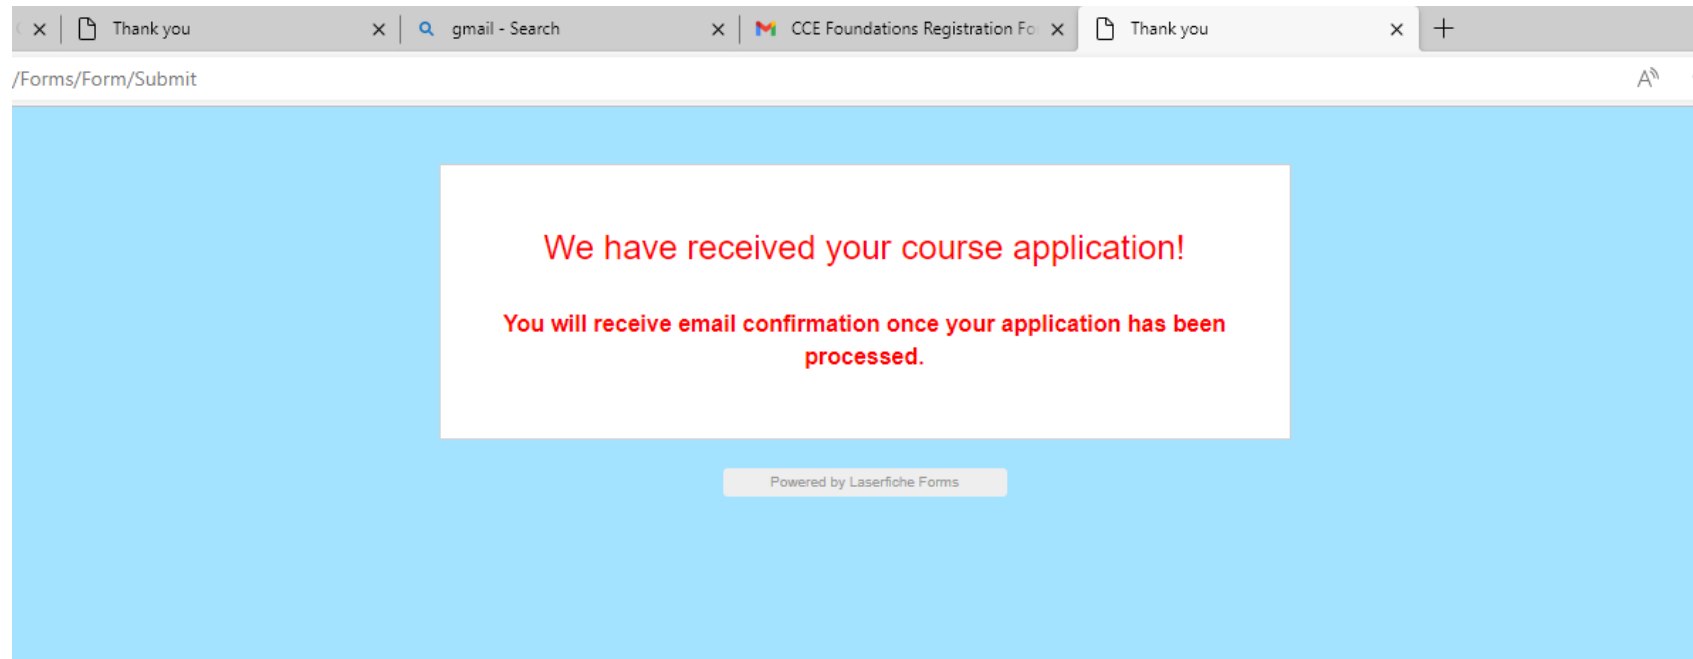 Thank you
gmail - Search
CCE Foundations Registration Fo
Thank you
/Forms/Form/Submit
We have received your course application!
You will receive email confirmation once your application has been
processed.
Powered by Laserfiche Forms